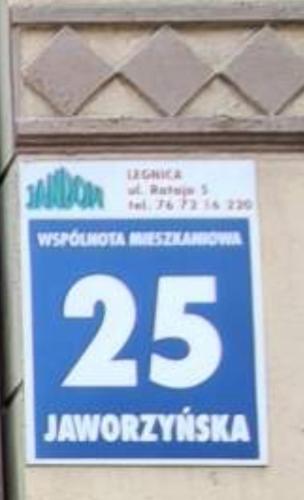 JANDOM
LEGNICA
ul. Rataja 5
tel. 76 72 16 220
WSPÓLNOTA MIESZKANIOWA
25
JAWORZYŃSKA